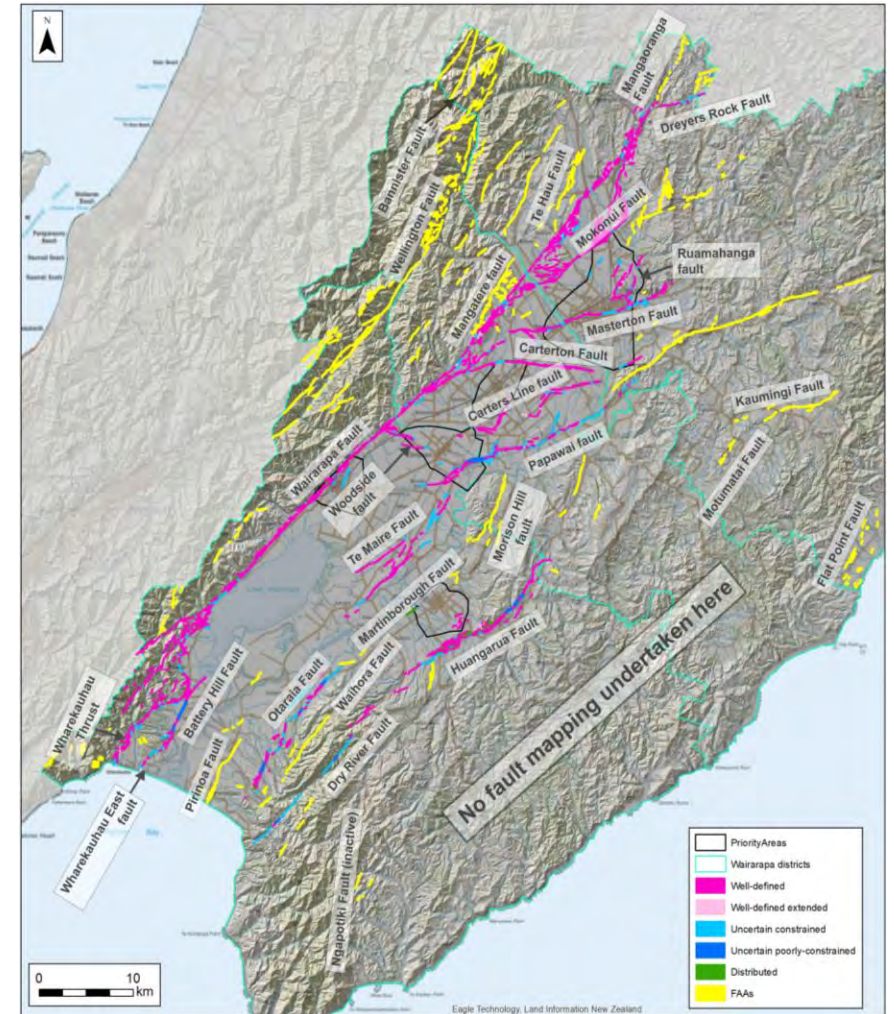 N
Mangaoranga
Fault
Dreyers Rock Fault
Bannister Fault
Te Hau Fault
Wellington Fault
Mokonui Fault
Ruamahanga
fault
Mangatere fault
Masterton Fault
Carterton Fault
Carters Line fault
Kaumingi Fault
Wairarapa Fault
Papawai fault
Motumatai Fault
Woodside
fault
Te Maire Fault
Morison Hill
fault
Flat Point Fault
Martinborough Fault
Huangarua Fault
No fault mapping undertaken here
Wharekauhau
Thrust
Battery Hill Fault
Otaraia Fault
Waihora Fault
Pirinoa Fault
Dry River Fault
Wharekauhau East
fault
Ngapotiki Fault (inactive)
PriorityAreas
Wairarapa districts
Well-defined
Well-defined extended
Uncertain constrained
Uncertain poorly-constrained
Distributed
FAAs
0 10
km
Eagle Technology, Land Information New Zealand